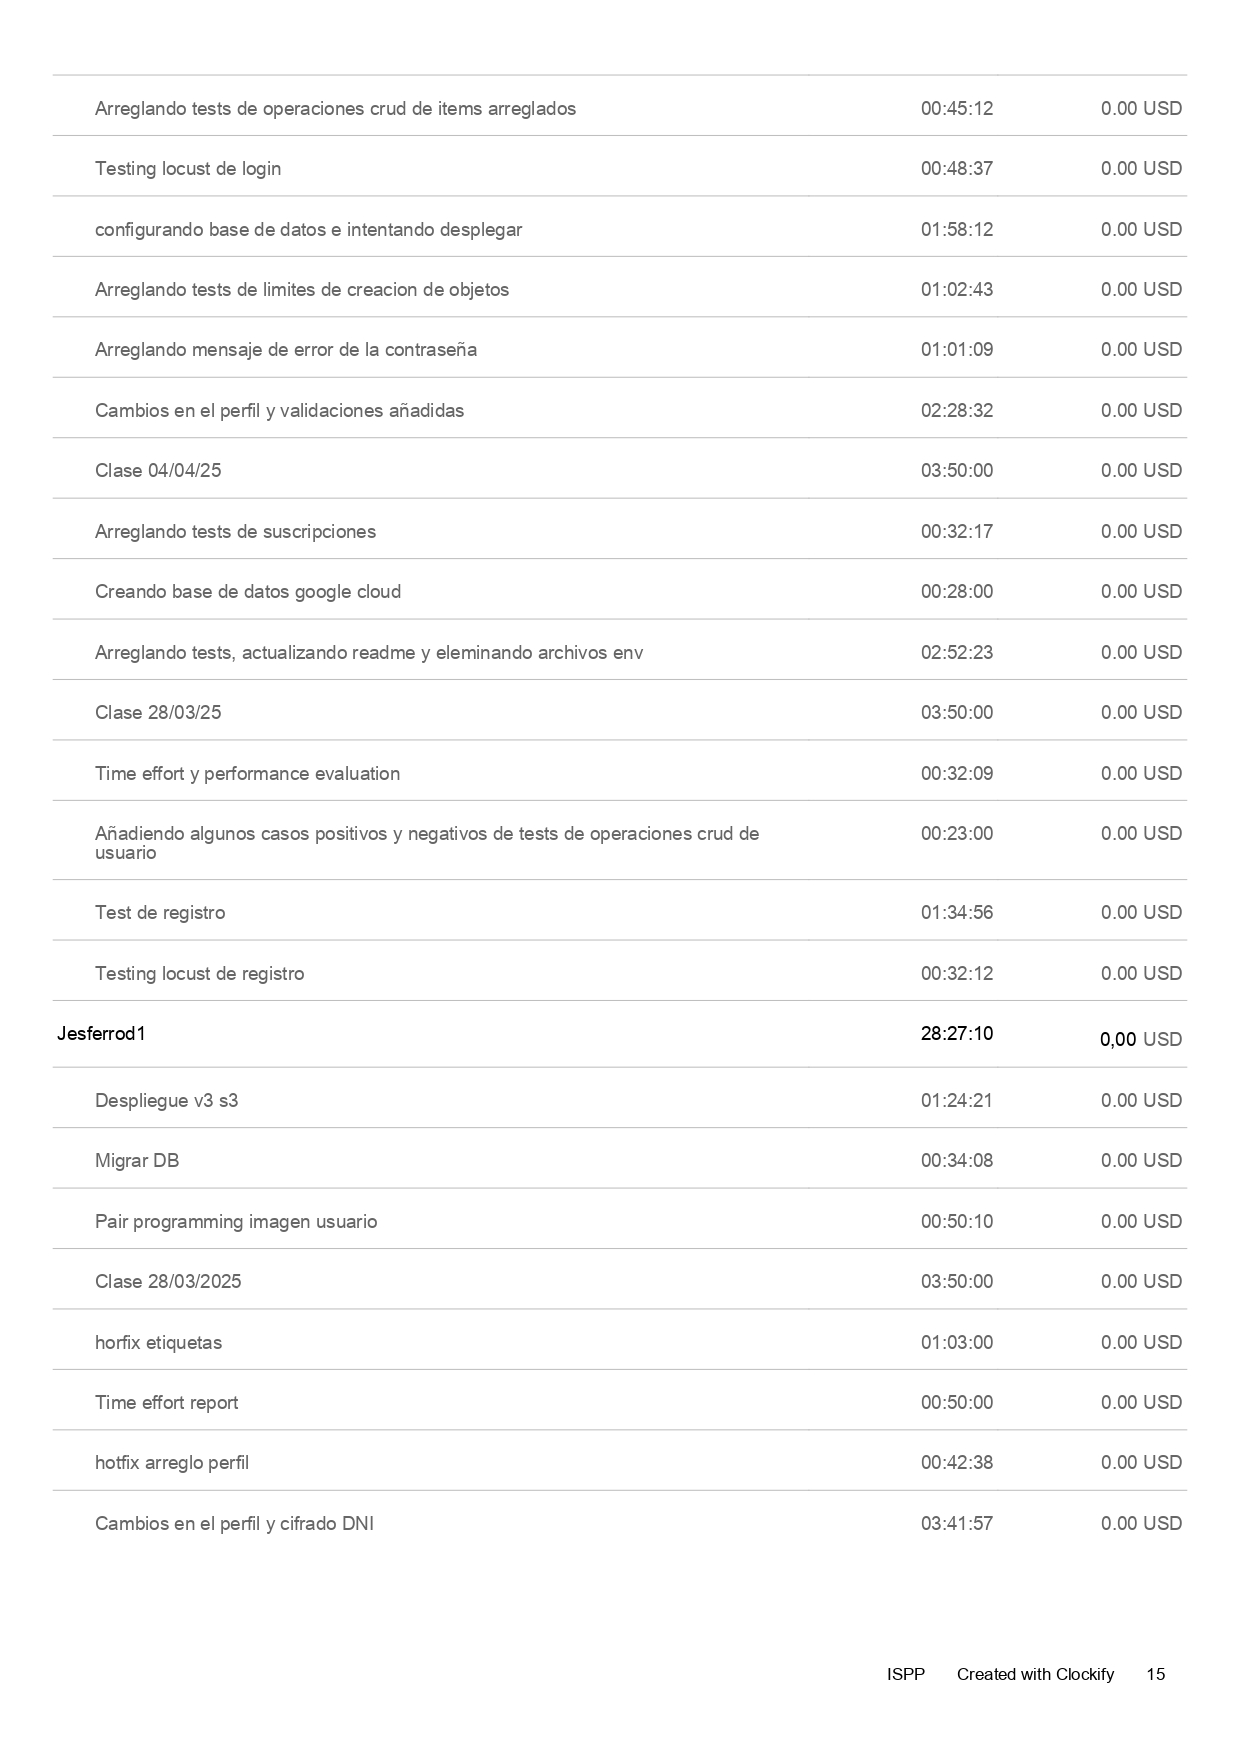 Arreglando tests de operaciones crud de items arreglados 00:45:12 0.00 USD
Testing locust de login 00:48:37 0.00 USD
configurando base de datos e intentando desplegar 01:58:12 0.00 USD
Arreglando tests de limites de creacion de objetos 01:02:43 0.00 USD
Arreglando mensaje de error de la contraseña 01:01:09 0.00 USD
Cambios en el perfil y validaciones añadidas 02:28:32 0.00 USD
Clase 04/04/25 03:50:00 0.00 USD
Arreglando tests de suscripciones 00:32:17 0.00 USD
Creando base de datos google cloud 00:28:00 0.00 USD
Arreglando tests, actualizando readme y eleminando archivos env 02:52:23 0.00 USD
Clase 28/03/25 03:50:00 0.00 USD
Time effort y performance evaluation 00:32:09 0.00 USD
Añadiendo algunos casos positivos y negativos de tests de operaciones crud de 00:23:00 0.00 USD
usuario
Test de registro 01:34:56 0.00 USD
Testing locust de registro 00:32:12 0.00 USD
Jesferrod1 28:27:10 0,00 USD
Despliegue v3 s3 01:24:21 0.00 USD
Migrar DB 00:34:08 0.00 USD
Pair programming imagen usuario 00:50:10 0.00 USD
Clase 28/03/2025 03:50:00 0.00 USD
horfix etiquetas 01:03:00 0.00 USD
Time effort report 00:50:00 0.00 USD
hotfix arreglo perfil 00:42:38 0.00 USD
Cambios en el perfil y cifrado DNI 03:41:57 0.00 USD
ISPP Created with Clockify 15